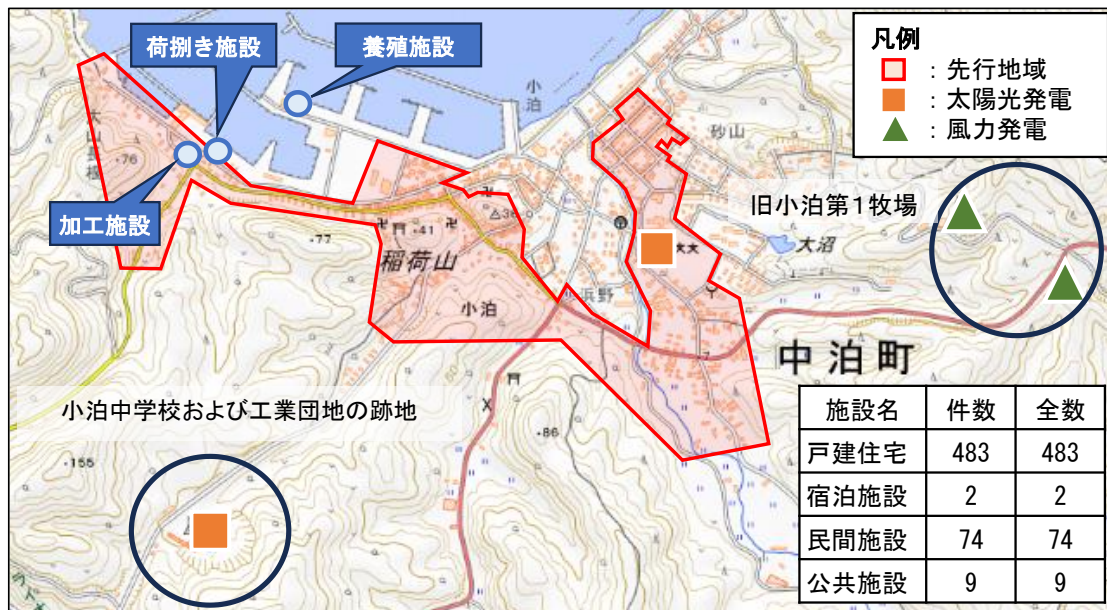 荷捌き施設
養殖施設
加工施設
凡例
：先行地域
：太陽光発電
：風力発電
小泊
砂山
旧小泊第１牧場
大沼
・76
・77
・41
稲荷山
小泊
浜野
中泊町
小泊中学校および工業団地の跡地
・155
・86
施設名 件数 全数
戸建住宅 483 483
宿泊施設 2 2
民間施設 74 74
公共施設 9 9